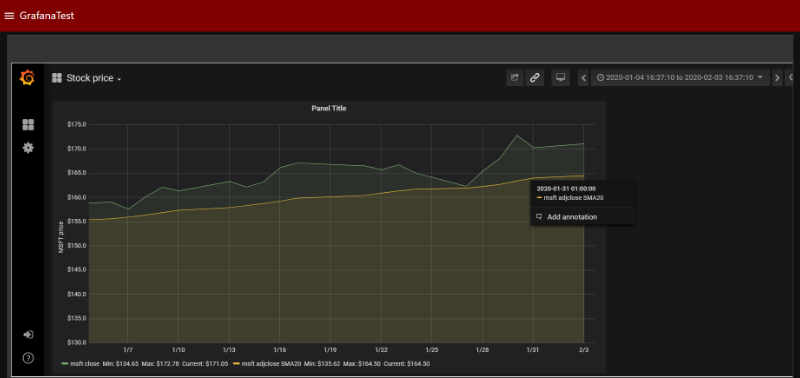 GrafanaTest
Stock price
2020-01-04 16:37:10 to 2020-02-03 16:37:10
Panel Title
$175.0
$170.0
$165.0
$160.0
$155.0
$150.0
$145.0
$140.0
$135.0
$130.0
MSFT price
2020-01-31 01:00:00
msft adjclose SMA20
Add annotation
1/7
1/10
1/13
1/16
1/19
1/22
1/25
1/28
1/31
2/3
msft close Min: $134.65 Max: $172.78 Current: $171.05 msft adjclose SMA20 Min: $135.62 Max: $164.50 Current: $164.50